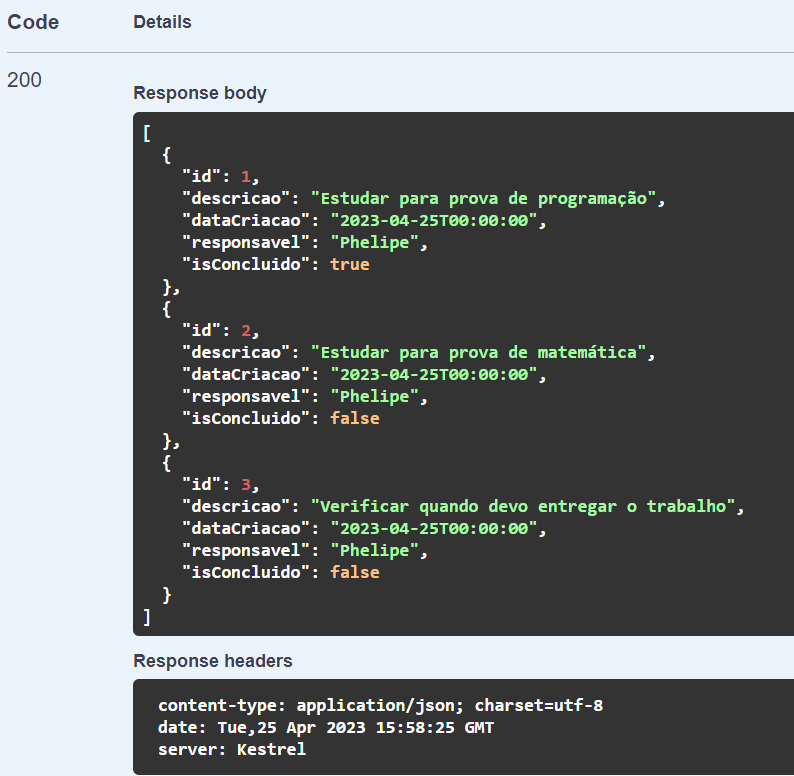 Code Details
200
Response body
[
  {
    "id": 1,
    "descricao": "Estudar para prova de programação",
    "dataCriacao": "2023-04-25T00:00:00",
    "responsavel": "Phelipe",
    "isConcluido": true
  },
  {
    "id": 2,
    "descricao": "Estudar para prova de matemática",
    "dataCriacao": "2023-04-25T00:00:00",
    "responsavel": "Phelipe",
    "isConcluido": false
  },
  {
    "id": 3,
    "descricao": "Verificar quando devo entregar o trabalho",
    "dataCriacao": "2023-04-25T00:00:00",
    "responsavel": "Phelipe",
    "isConcluido": false
  }
]
Response headers
content-type: application/json; charset=utf-8
date: Tue,25 Apr 2023 15:58:25 GMT
server: Kestrel